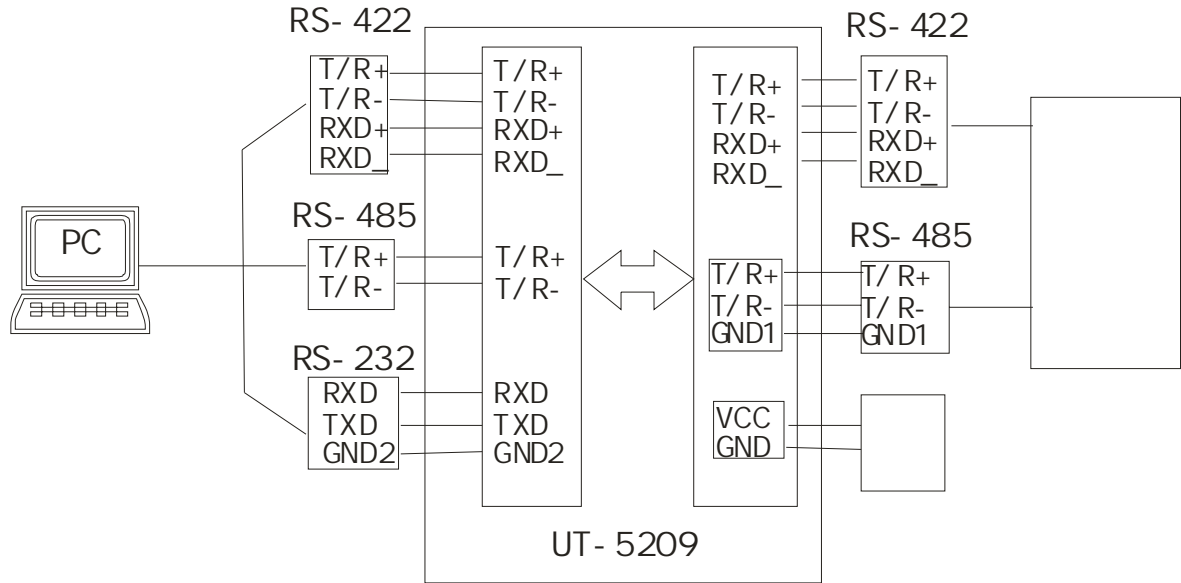 RS-422
T/R+
T/R-
RXD+
RXD_
T/R+
T/R-
RXD+
RXD_
T/R+
T/R-
RXD+
RXD_
RS-422
T/R+
T/R-
RXD+
RXD_
PC
RS-485
T/R+
T/R-
T/R+
T/R-
T/R+
T/R-
GND1
RS-485
T/R+
T/R-
GND1
RS-232
RXD
TXD
GND2
RXD
TXD
GND2
VCC
GND
UT-5209